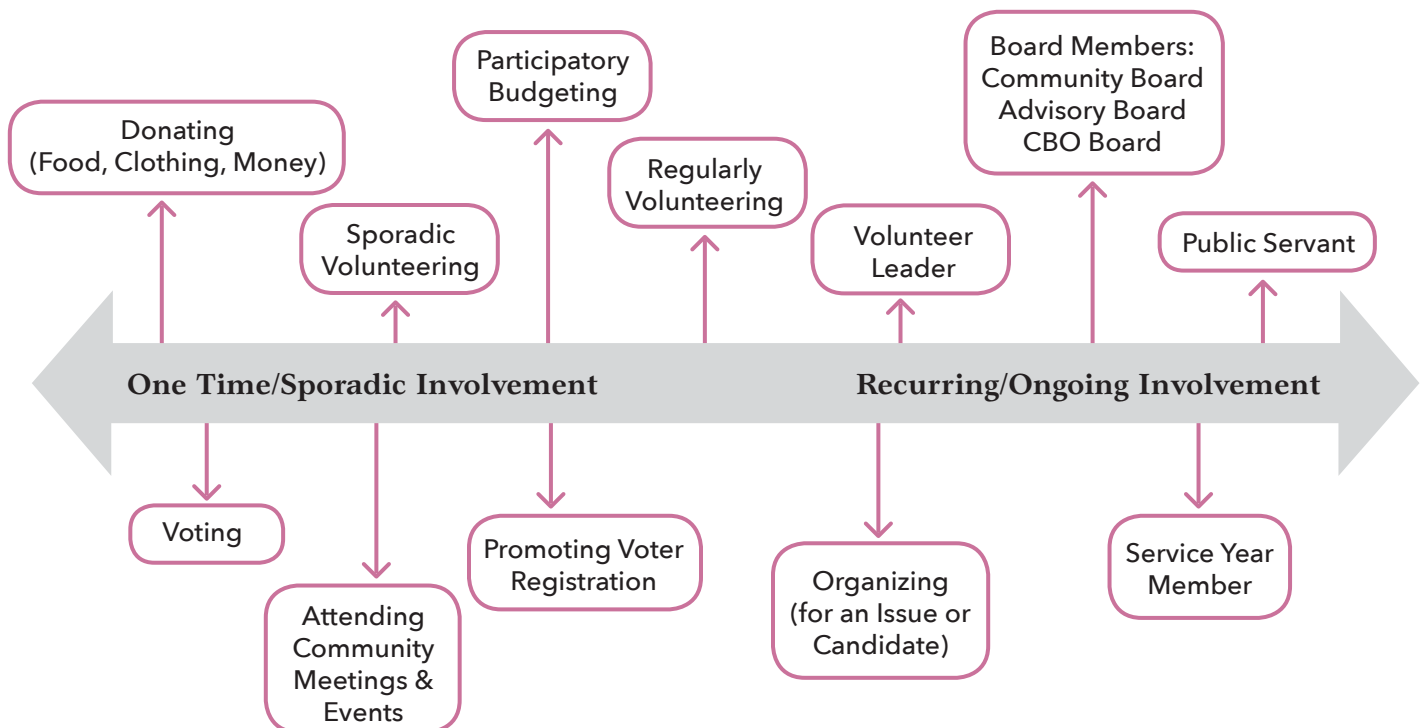 Donating
(Food, Clothing, Money)
Sporadic
Volunteering
Participatory
Budgeting
Regularly
Volunteering
Volunteer
Leader
Board Members:
Community Board
Advisory Board
CBO Board
Public Servant
One Time/Sporadic Involvement
Recurring/Ongoing Involvement
Voting
Attending
Community
Meetings &
Events
Promoting Voter
Registration
Organizing
(for an Issue or
Candidate)
Service Year
Member